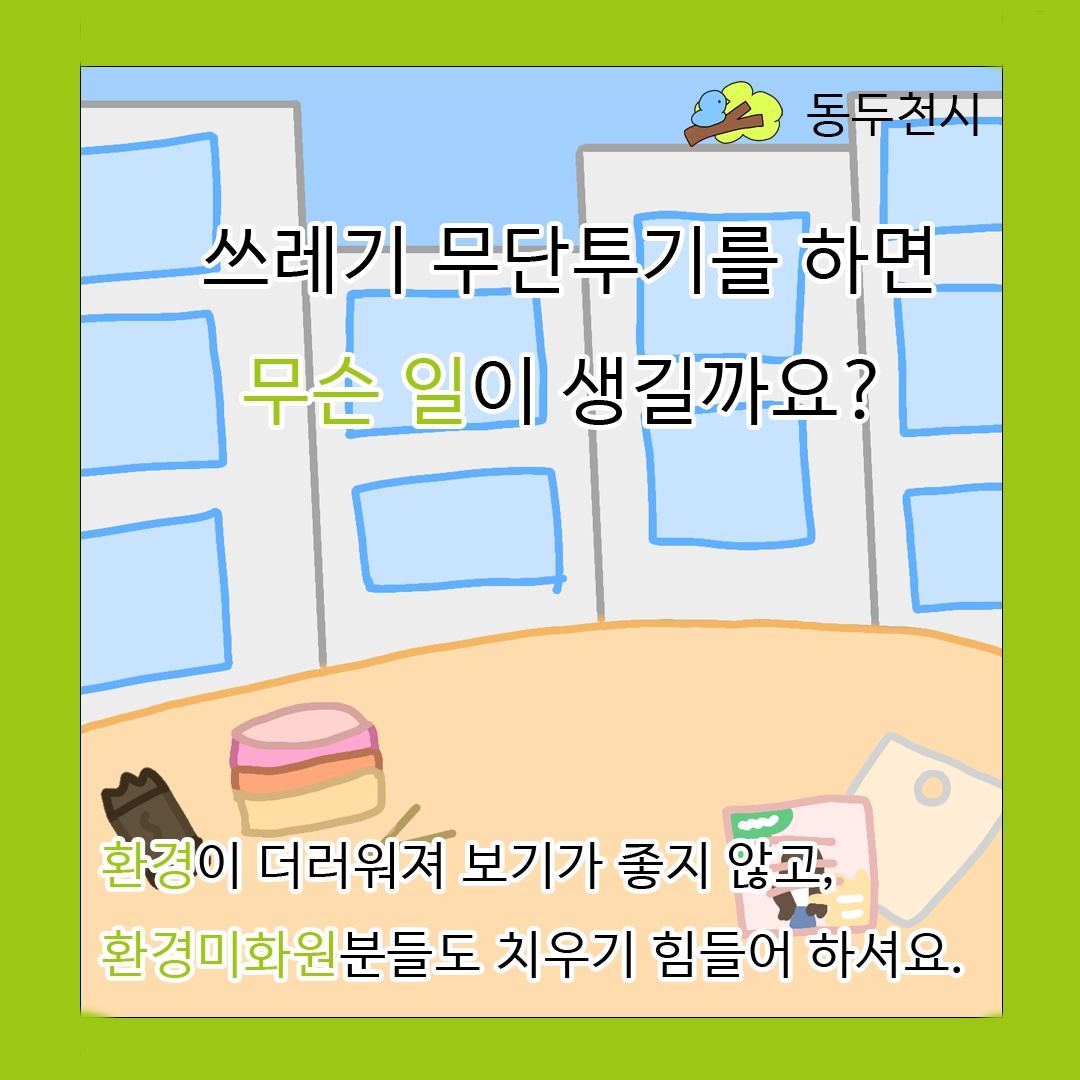 동두천시
쓰레기 무단투기를 하면
무슨 일이 생길까요?
환경이 더러워져 보기가 좋지 않고,
환경미화원분들도 치우기 힘들어 하셔요.